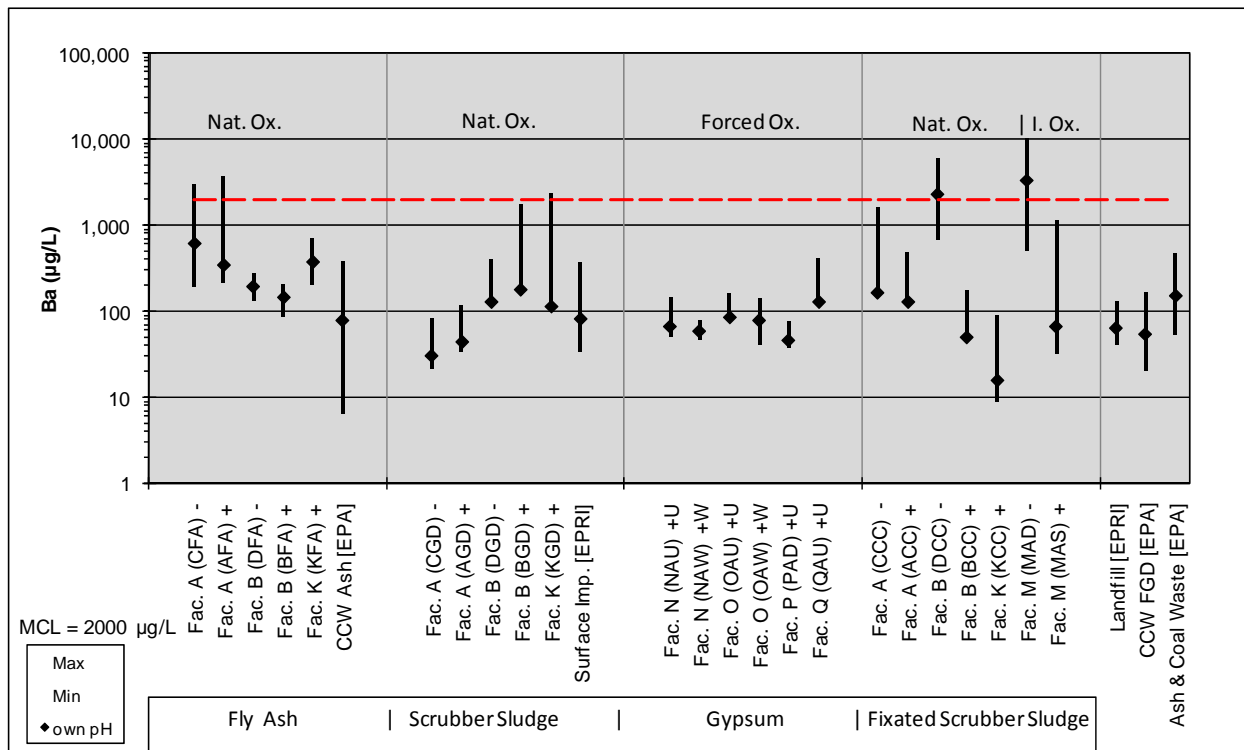 100,000
10,000
1,000
100
10
1
Ba (µg/L)
Nat. Ox.
Nat. Ox.
Forced Ox.
Nat. Ox. | I. Ox.
Fac. A (CFA) -
Fac. A (AFA) +
Fac. B (DFA) -
Fac. B (BFA) +
Fac. K (KFA) +
CCW Ash [EPA]
Fac. A (CGD) -
Fac. A (AGD) +
Fac. B (DGD) -
Fac. B (BGD) +
Fac. K (KGD) +
Surface Imp. [EPRI]
Fac. N (NAU) +U
Fac. N (NAW) +W
Fac. O (OAU) +U
Fac. O (OAW) +W
Fac. P (PAD) +U
Fac. Q (QAU) +U
Fac. A (CCC) -
Fac. A (ACC) +
Fac. B (DCC) -
Fac. B (BCC) +
Fac. K (KCC) +
Fac. M (MAD) -
Fac. M (MAS) +
Landfill [EPRI]
CCW FGD [EPA]
Ash & Coal Waste [EPA]
MCL = 2000 µg/L
Max
Min
own pH
Fly Ash | Scrubber Sludge | Gypsum | Fixated Scrubber Sludge